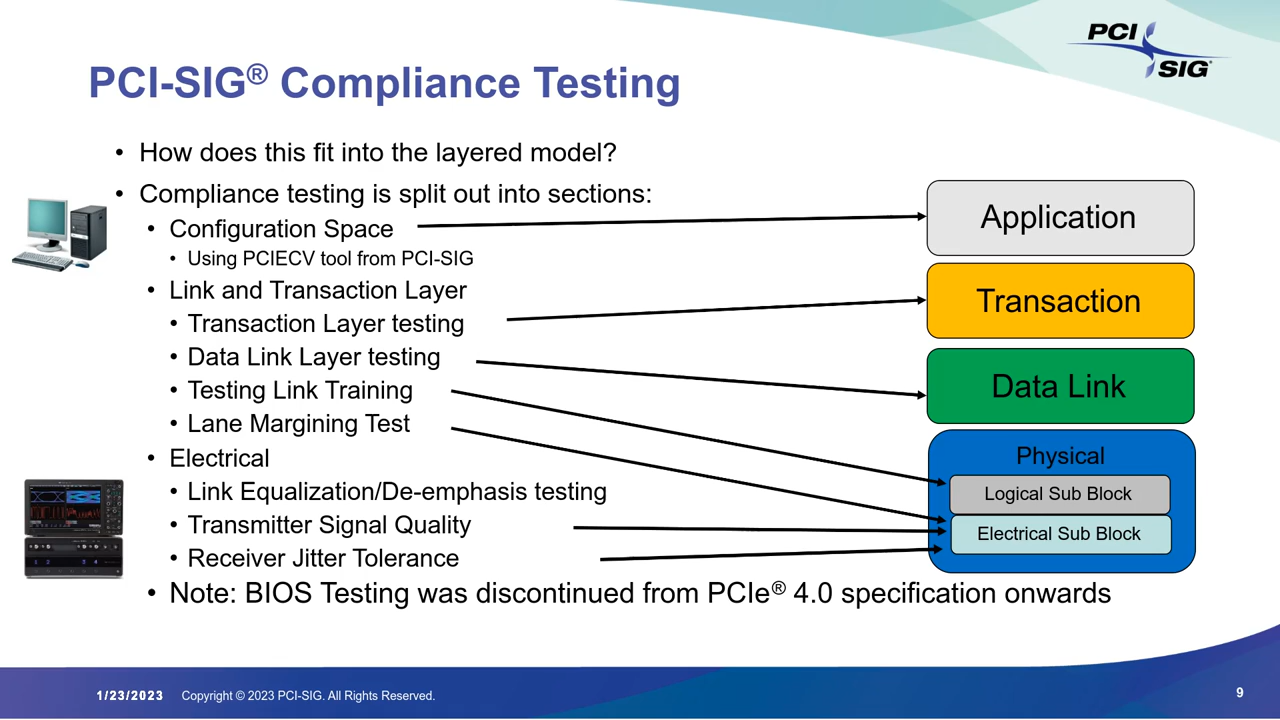 PCI
SIG
PCI-SIG® Compliance Testing
• How does this fit into the layered model?
• Compliance testing is split out into sections:
• Configuration Space
• Using PCIECV tool from PCI-SIG
• Link and Transaction Layer
• Transaction Layer testing
• Data Link Layer testing
• Testing Link Training
• Lane Margining Test
• Electrical
• Link Equalization/De-emphasis testing
• Transmitter Signal Quality
• Receiver Jitter Tolerance
• Note: BIOS Testing was discontinued from PCIe® 4.0 specification onwards
Application
Transaction
Data Link
Physical
Logical Sub Block
Electrical Sub Block
1/23/2023 Copyright © 2023 PCI-SIG. All Rights Reserved.
9